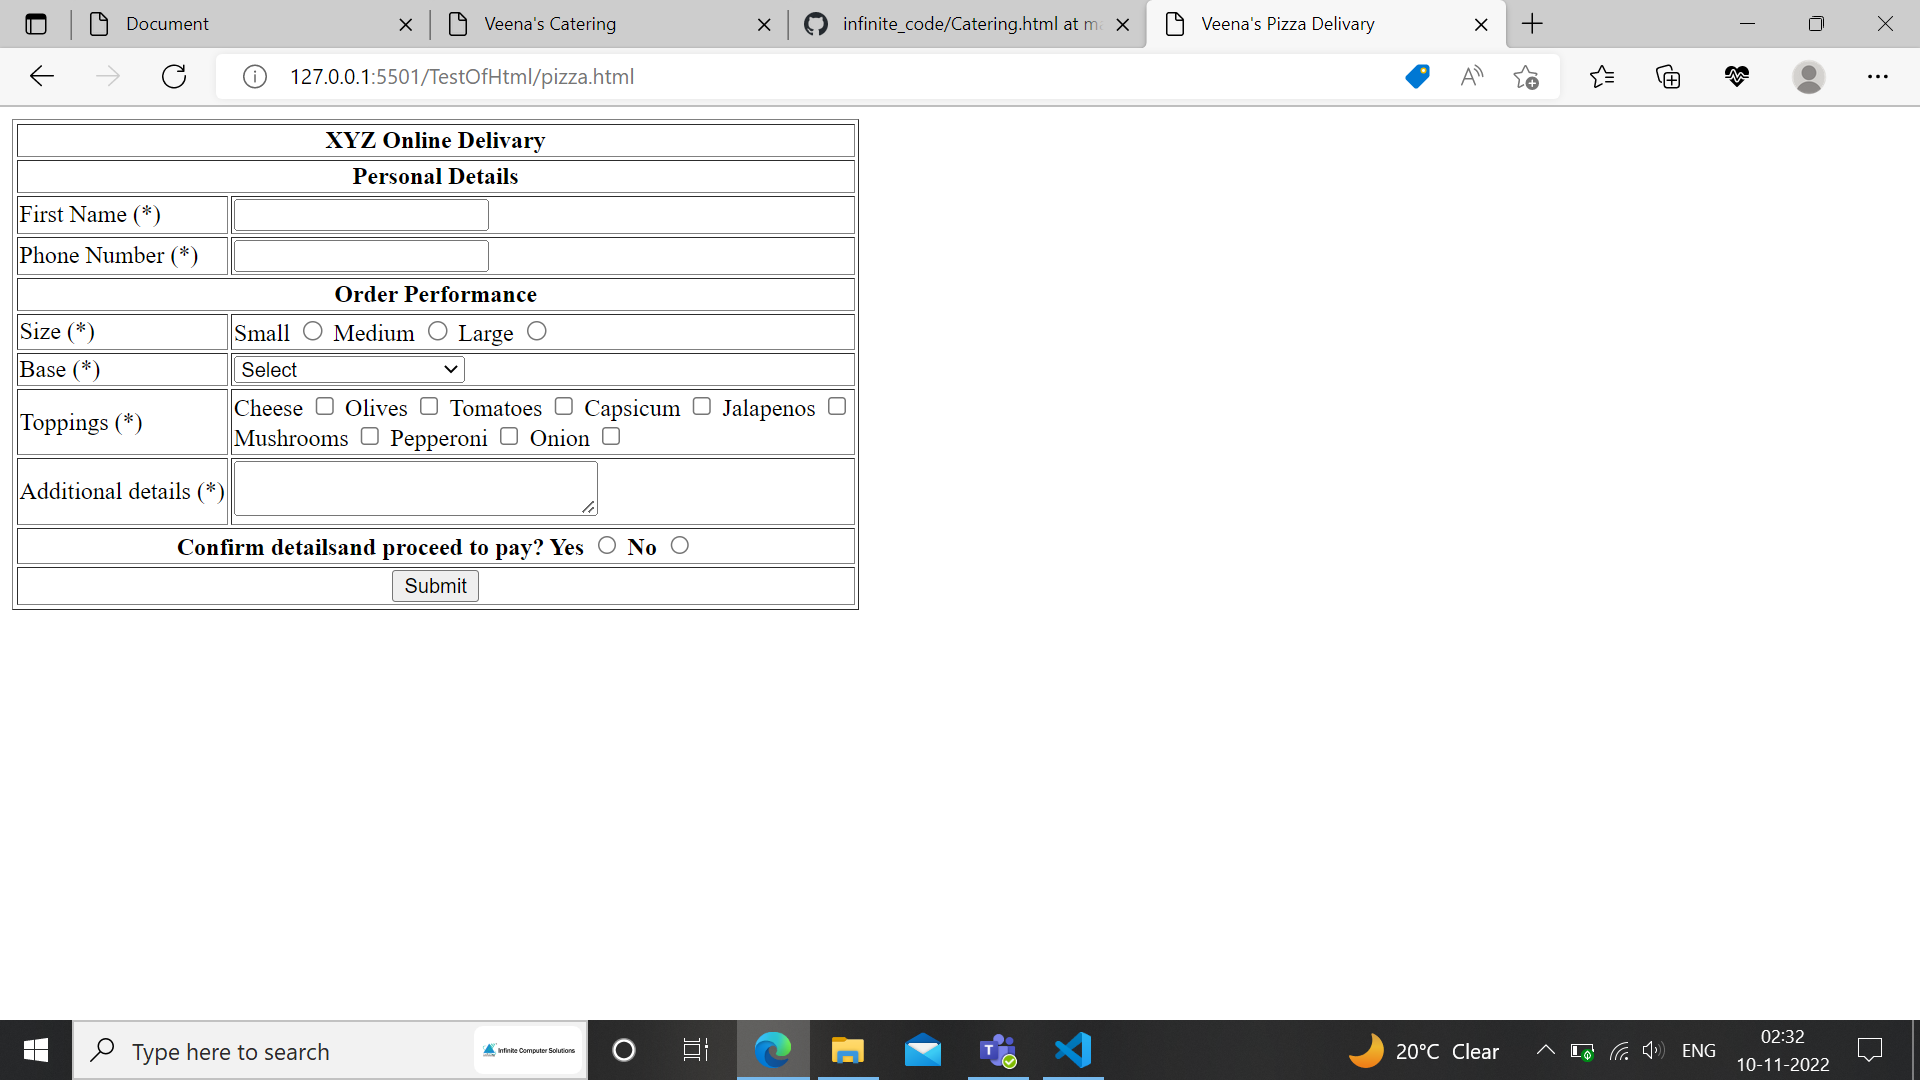 Document
Veena's Catering
infinite_code/Catering.html at ma
Veena's Pizza Delivary
127.0.0.1:5501/TestOfHtml/pizza.html
XYZ Online Delivary
Personal Details
First Name (*)
Phone Number (*)
Order Performance
Size (*) Small Medium Large
Base (*) Select
Toppings (*) Cheese Olives Tomatoes Capsicum Jalapenos
Mushrooms Pepperoni Onion
Additional details (*)
Confirm detailsand proceed to pay? Yes No
Submit
Type here to search
Infinite Computer Solutions
20°C Clear
ENG
02:32
10-11-2022